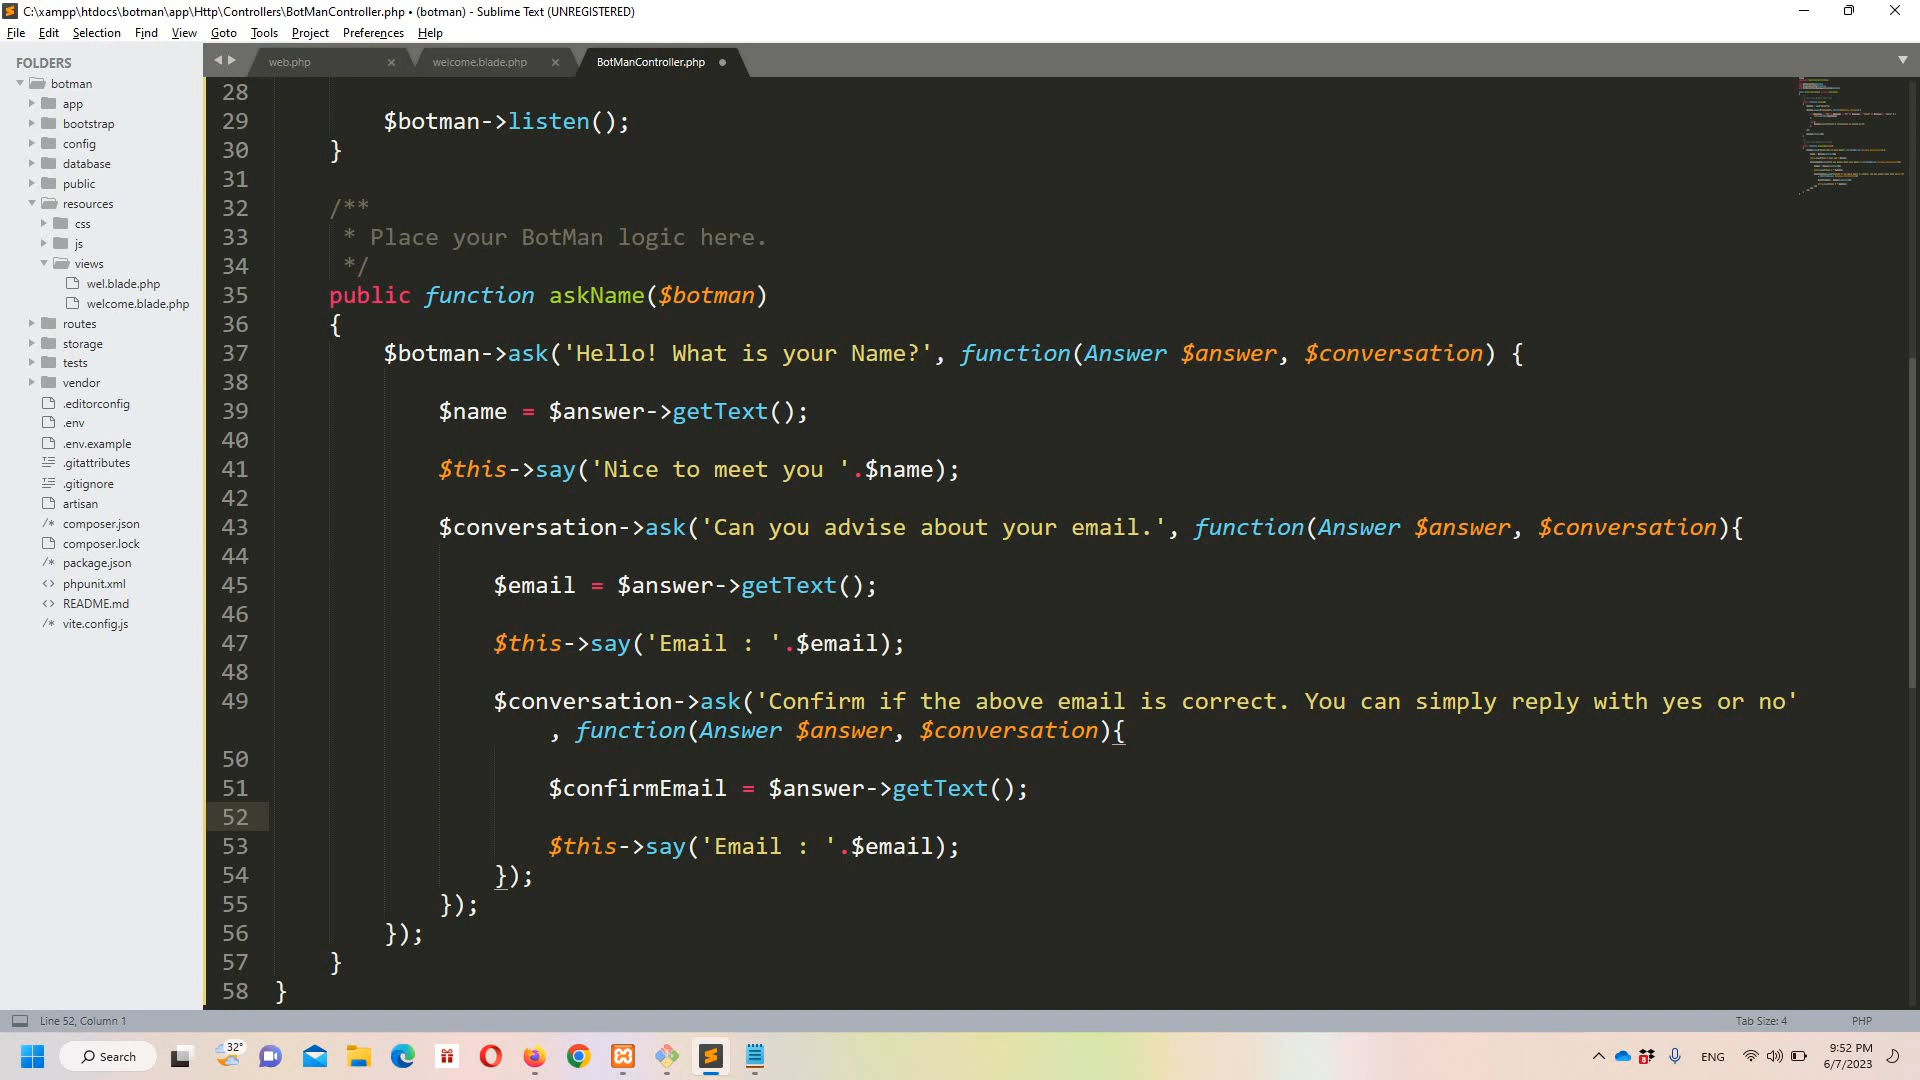 C:\xampp\htdocs\botman\app\Http\Controllers\BotManController.php • (botman) - Sublime Text (UNREGISTERED)
File Edit Selection Find View Goto Tools Project Preferences Help
FOLDERS
botman
app
bootstrap
config
database
public
resources
css
js
views
wel.blade.php
welcome.blade.php
routes
storage
tests
vendor
.editorconfig
.env
.env.example
.gitattributes
.gitignore
artisan
composer.json
composer.lock
package.json
phpunit.xml
README.md
vite.config.js
web.php welcome.blade.php BotManController.php
28
29 $botman->listen();
30 }
31
32 /**
33 * Place your BotMan logic here.
34 */
35 public function askName($botman)
36 {
37 $botman->ask('Hello! What is your Name?', function(Answer $answer, $conversation) {
38
39 $name = $answer->getText();
40
41 $this->say('Nice to meet you '.$name);
42
43 $conversation->ask('Can you advise about your email.', function(Answer $answer, $conversation){
44
45 $email = $answer->getText();
46
47 $this->say('Email : '.$email);
48
49 $conversation->ask('Confirm if the above email is correct. You can simply reply with yes or no'
, function(Answer $answer, $conversation){
50
51 $confirmEmail = $answer->getText();
52
53 $this->say('Email : '.$email);
54 });
55 });
56 });
57 }
58 }
Line 52, Column 1 Tab Size: 4 PHP
32° Search ENG 9:52 PM
6/7/2023